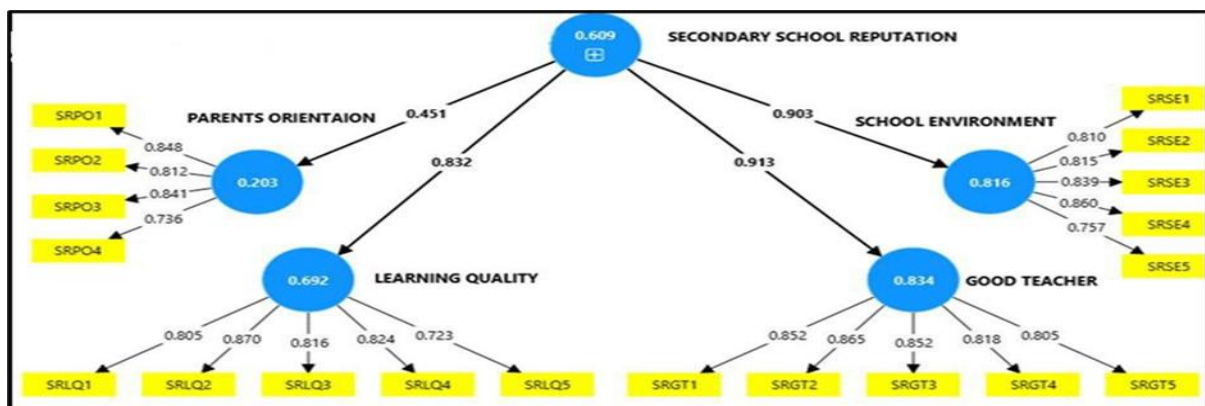 0.609
SECONDARY SCHOOL REPUTATION
SRPO1
PARENTS ORIENTAION
0.451
0.903
SCHOOL ENVIRONMENT
SRSE1
0.848
0.810
SRSE2
SRPO2
0.812
0.832
0.913
0.815
0.203
0.816
0.839
SRSE3
0.841
SRPO3
0.736
0.860
SRSE4
SRPO4
0.757
SRSE5
0.692
LEARNING QUALITY
0.834
GOOD TEACHER
0.805
0.870
0.816
0.824
0.723
0.852
0.865
0.852
0.818
0.805
SRLQ1
SRLQ2
SRLQ3
SRLQ4
SRLQ5
SRGT1
SRGT2
SRGT3
SRGT4
SRGT5